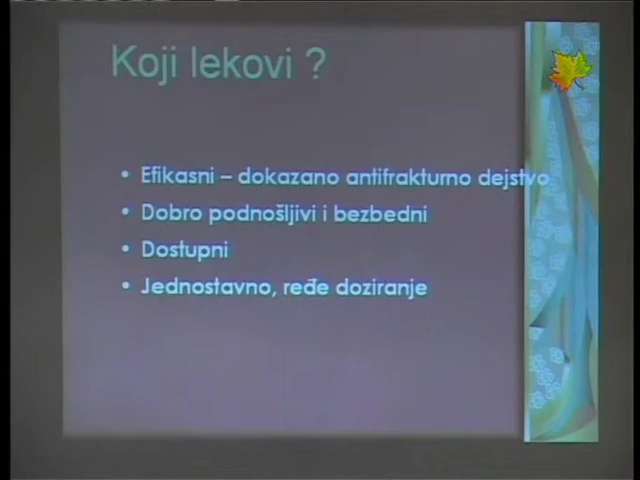 Koji lekovi ?
• Efikasni – dokazano antifrakturno dejstvo
• Dobro podnošljivi i bezbedni
• Dostupni
• Jednostavno, ređe doziranje